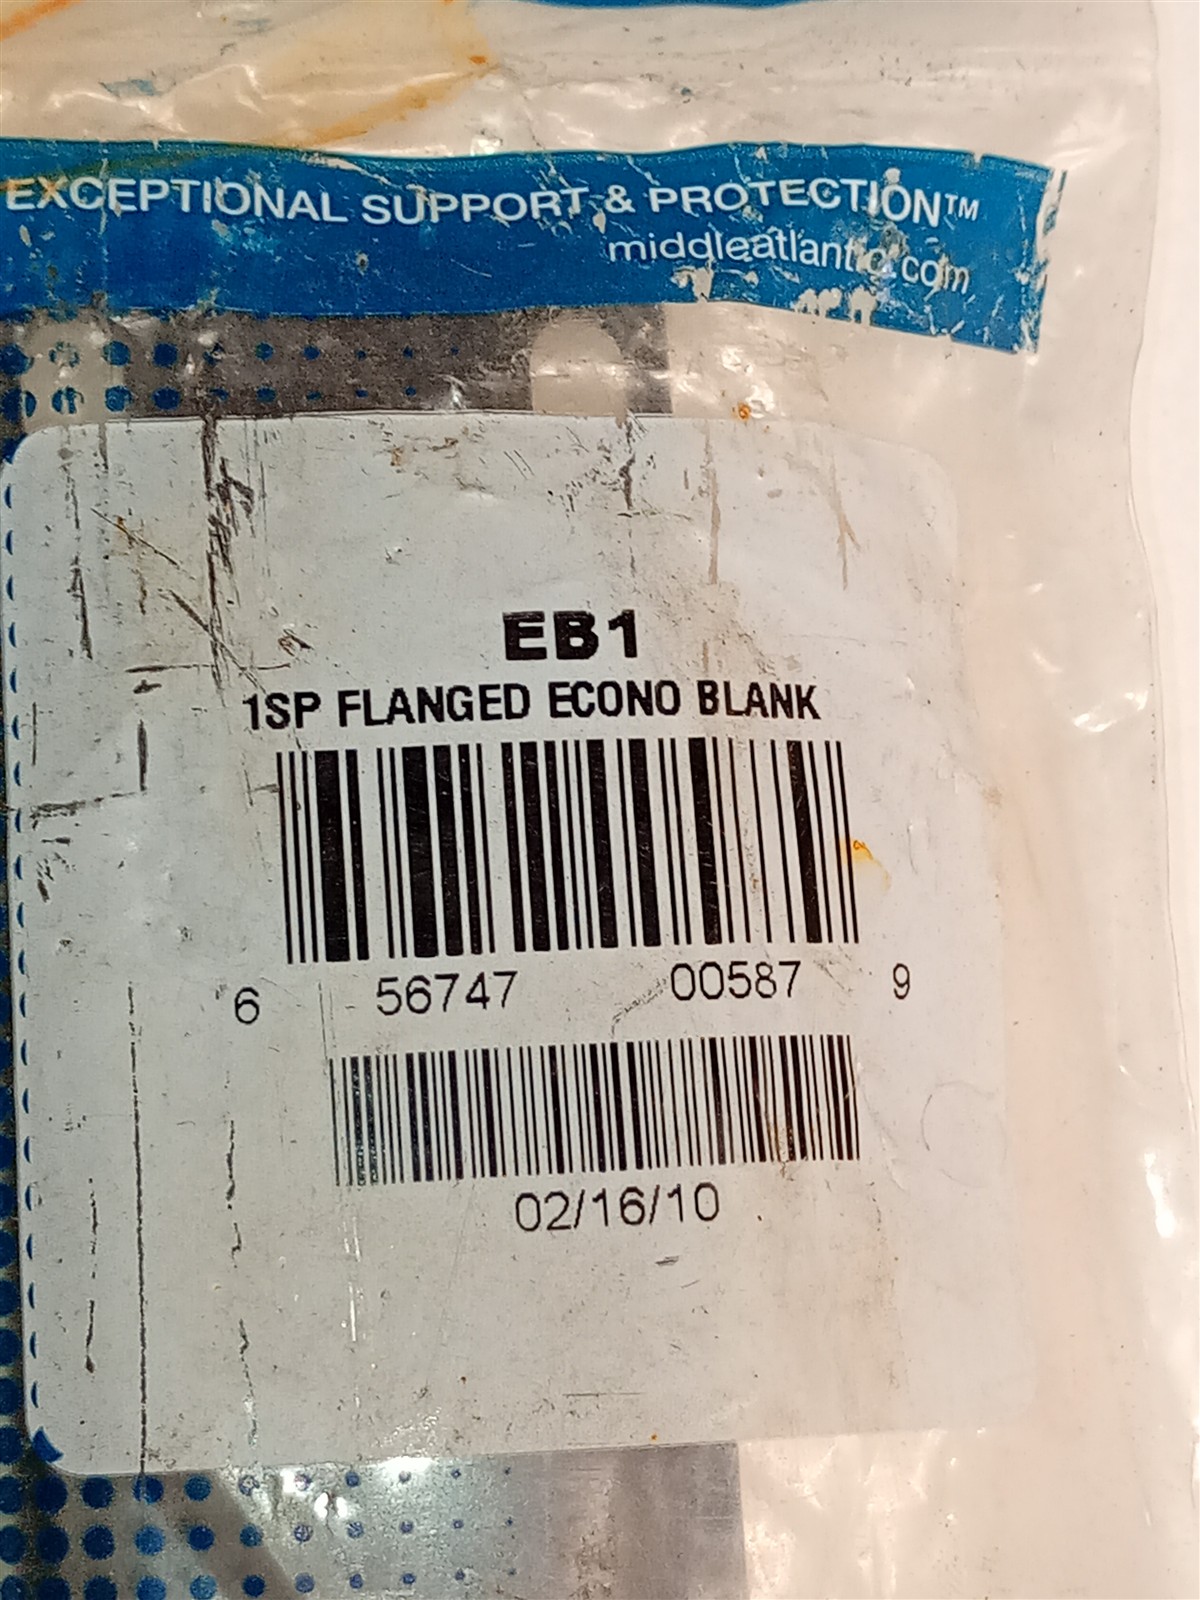 EXCEPTIONAL SUPPORT & PROTECTION™
middleatlantic.com
EB1
1SP FLANGED ECONO BLANK
6 56747 00587 9
02/16/10